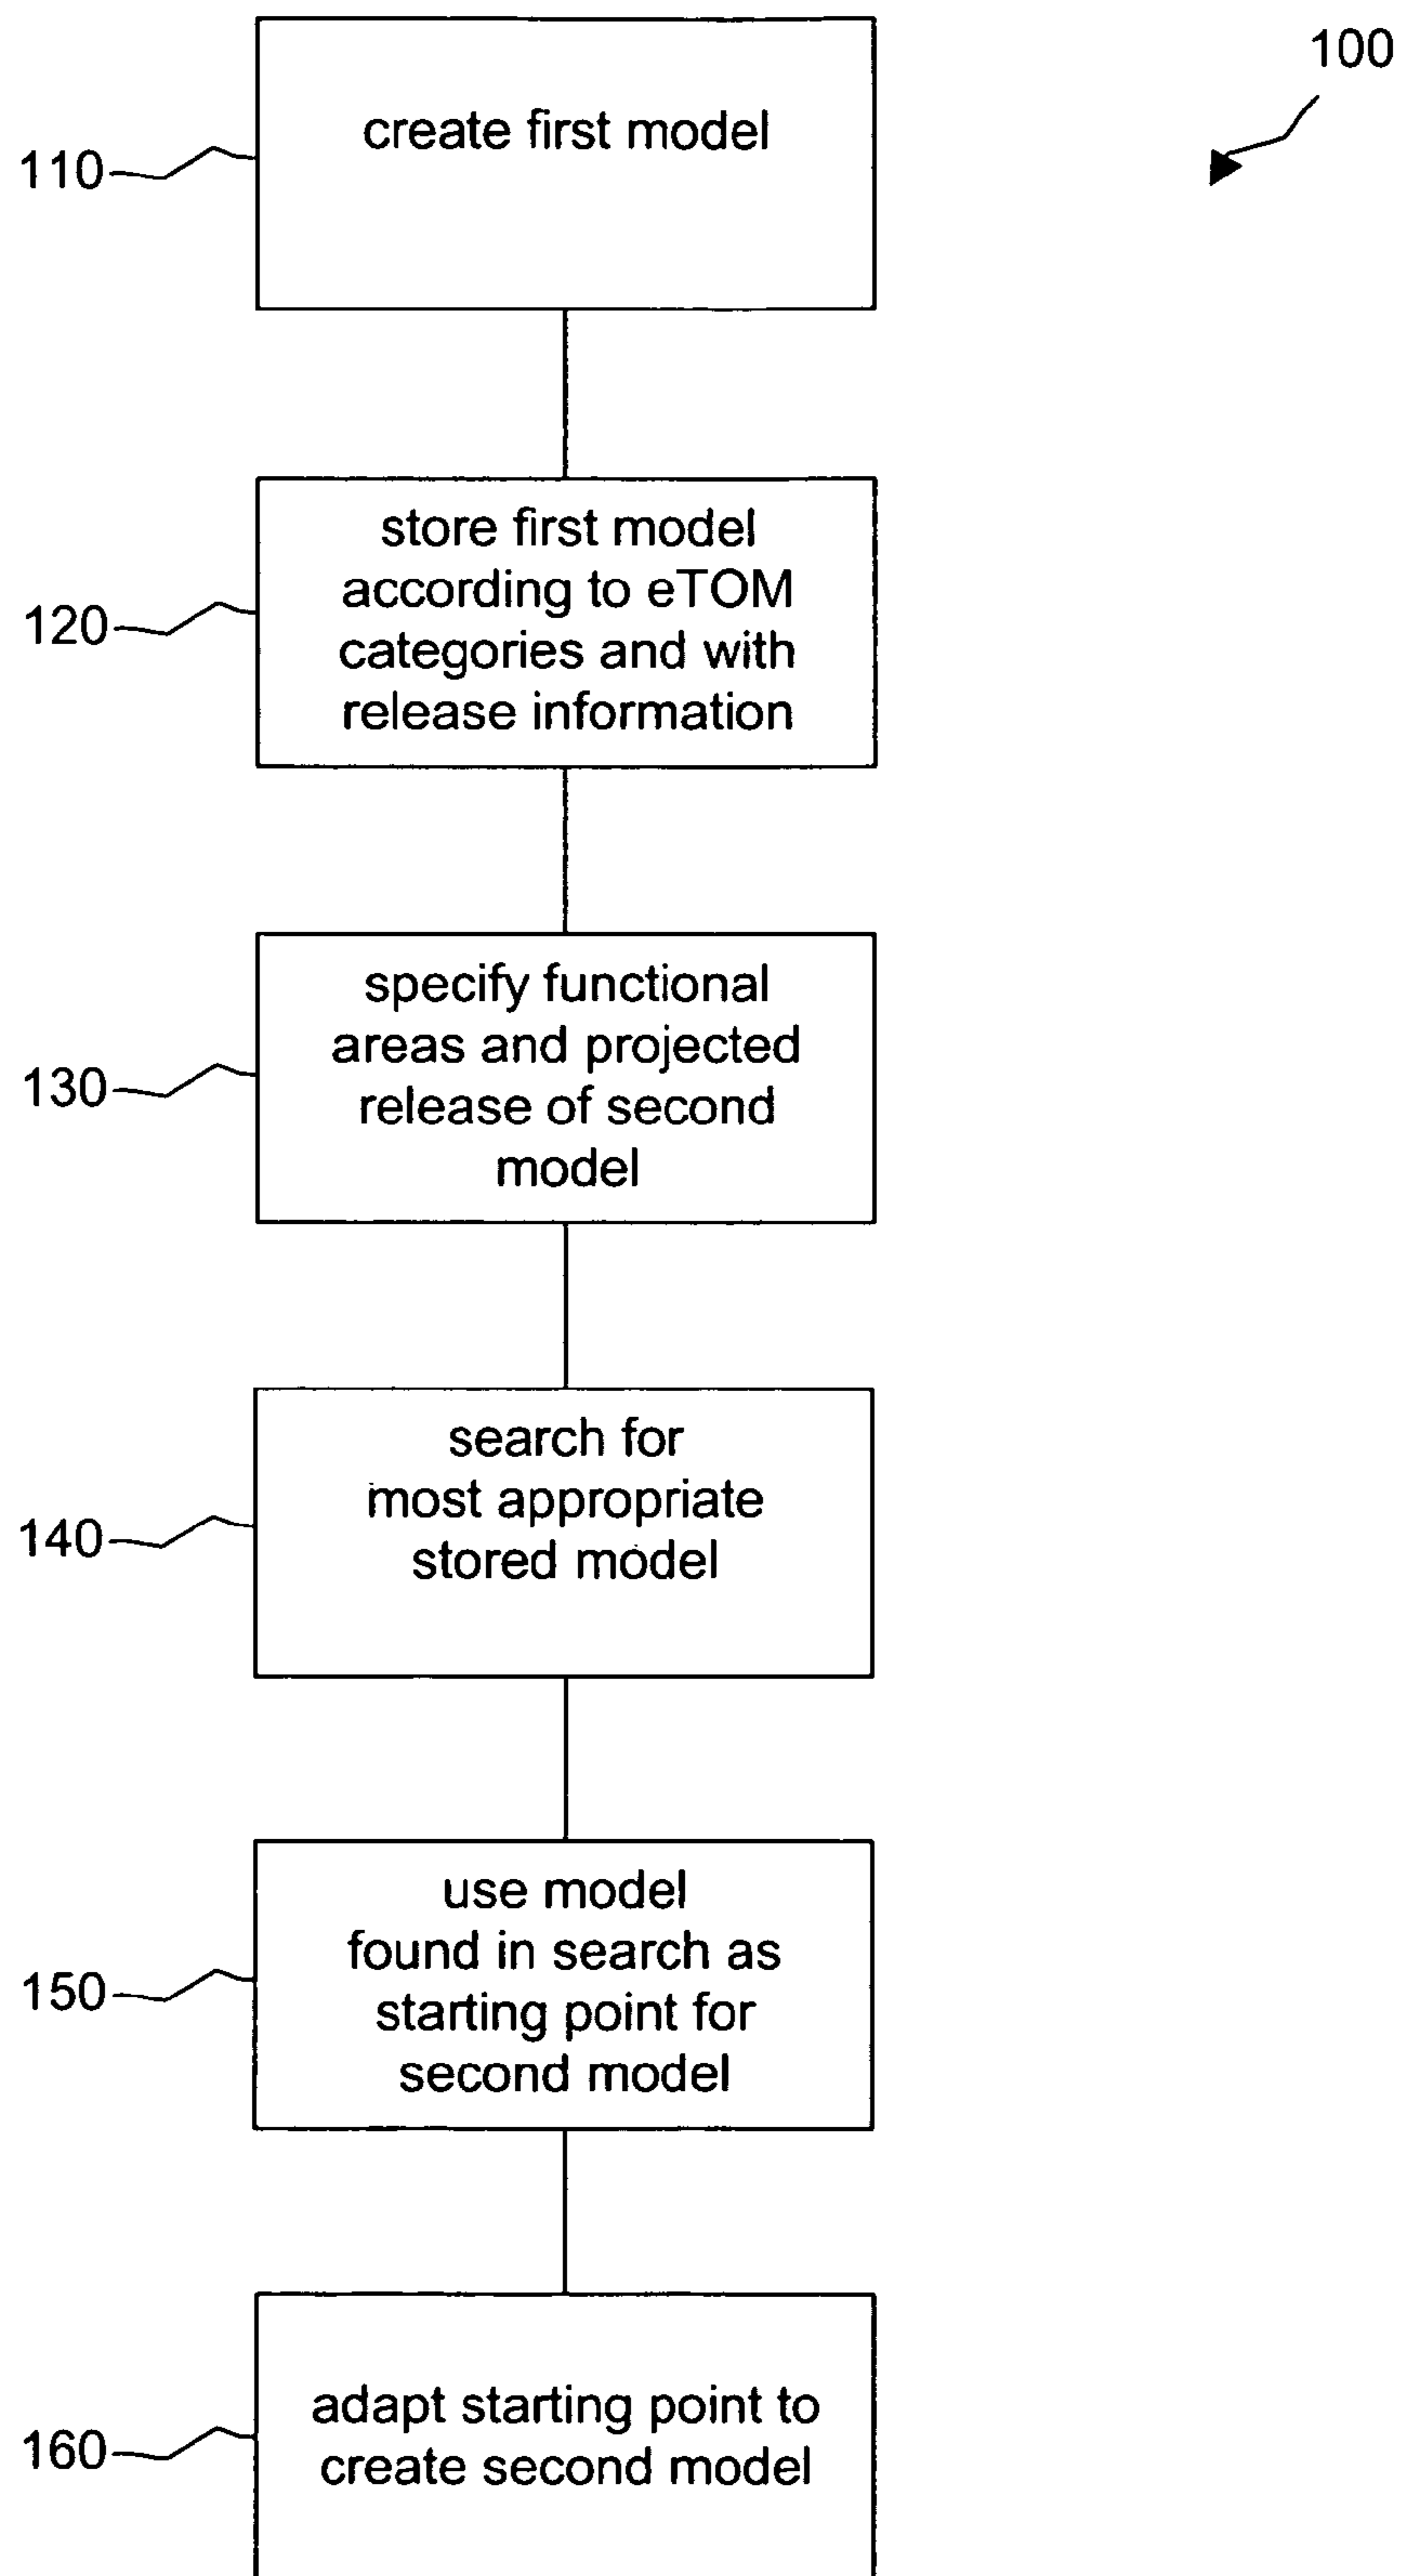 100
create first model
110
store first model
according to eTOM
categories and with
release information
120
specify functional
areas and projected
release of second
model
130
search for
most appropriate
stored model
140
use model
found in search as
starting point for
second model
150
adapt starting point to
create second model
160